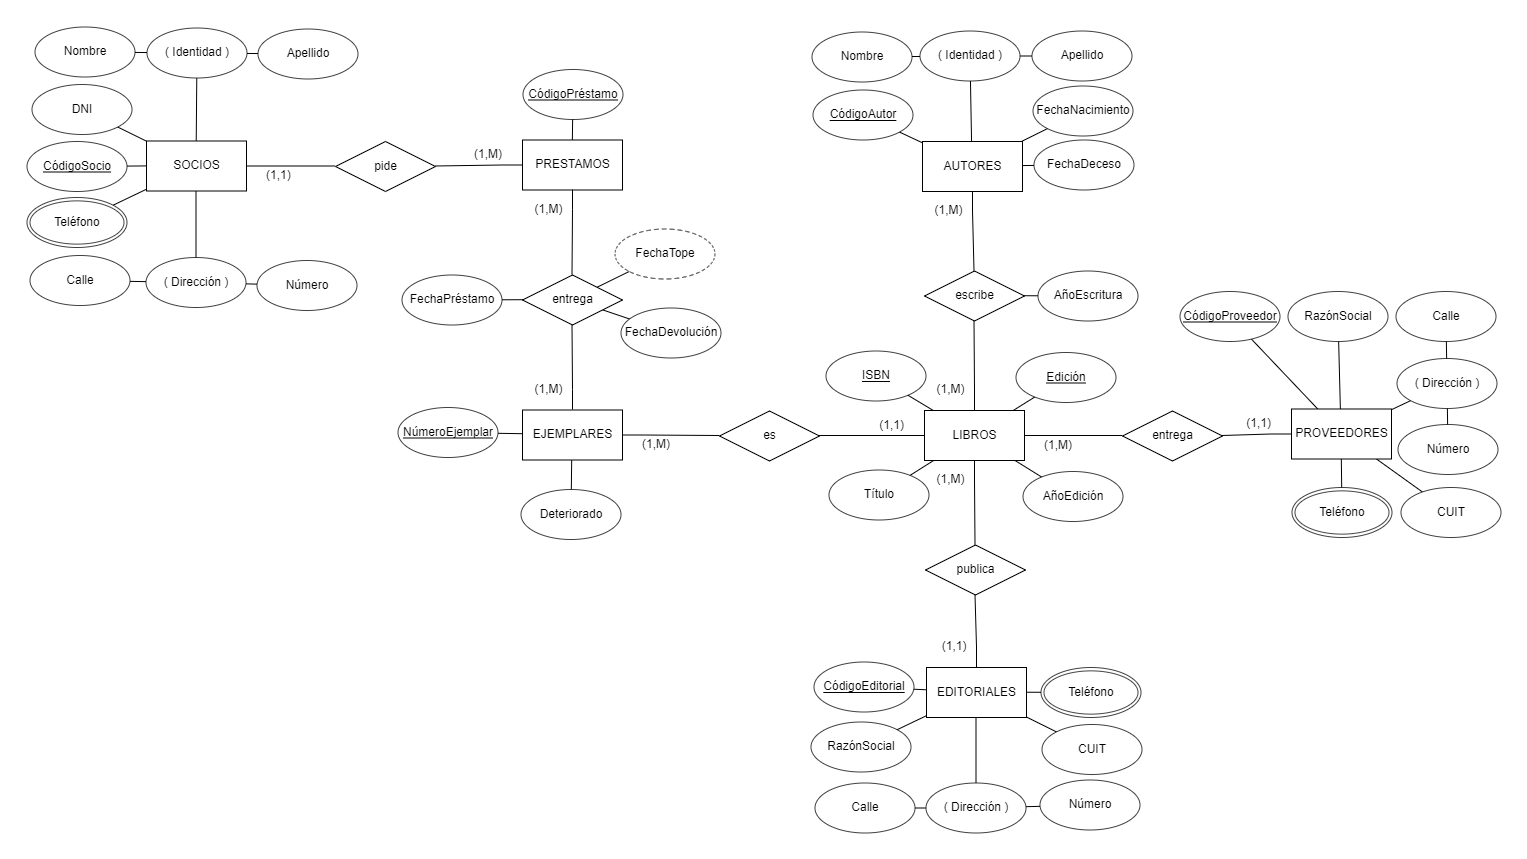 Nombre
( Identidad )
Apellido
DNI
CódigoSocio
SOCIOS
(1,1)
Teléfono
Calle
( Dirección )
Número
pide
CódigoPréstamo
(1,M)
PRESTAMOS
(1,M)
FechaTope
FechaPréstamo
entrega
FechaDevolución
(1,M)
NúmeroEjemplar
EJEMPLARES
(1,M)
Deteriorado
es
Nombre
( Identidad )
Apellido
CódigoAutor
FechaNacimiento
AUTORES
FechaDeceso
(1,M)
escribe
AñoEscritura
ISBN
(1,M)
Edición
(1,1)
LIBROS
(1,M)
Título
(1,M)
AñoEdición
entrega
CódigoProveedor
RazónSocial
Calle
( Dirección )
(1,1)
PROVEEDORES
Número
Teléfono
CUIT
publica
(1,1)
CódigoEditorial
EDITORIALES
Teléfono
RazónSocial
CUIT
Calle
( Dirección )
Número